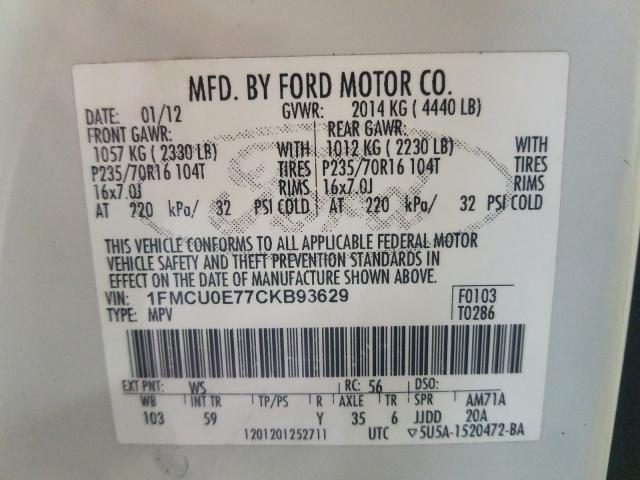 MFD. BY FORD MOTOR CO.
DATE: 01/12 GVWR: 2014 KG ( 4440 LB)
FRONT GAWR: REAR GAWR:
1057 KG ( 2330 LB) WITH 1012 KG ( 2230 LB) WITH
P235/70R16 104T TIRES P235/70R16 104T TIRES
16x7.0J RIMS 16x7.0J RIMS
AT 220 kPa/ 32 PSI COLD AT 220 kPa/ 32 PSI COLD
THIS VEHICLE CONFORMS TO ALL APPLICABLE FEDERAL MOTOR
VEHICLE SAFETY AND THEFT PREVENTION STANDARDS IN
EFFECT ON THE DATE OF MANUFACTURE SHOWN ABOVE.
VIN: 1FMCU0E77CKB93629 F0103
TYPE: MPV T0286
EXT PNT: WS RC: 56 DSO:
WB INT TR TP/PS R AXLE TR SPR AM71A
103 59 Y 35 6 JJDD 20A
1201201252711 UTC ▽5U5A-1520472-BA